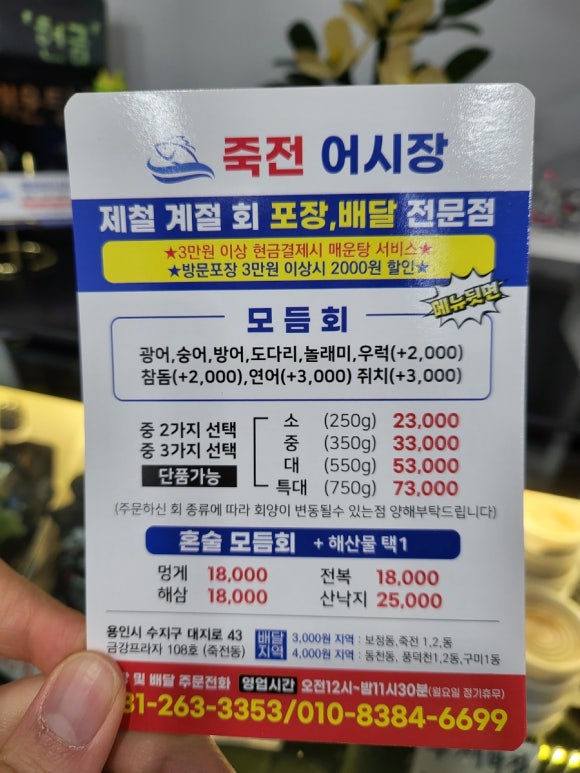 현금
죽전 어시장
제철 계절 회 포장,배달 전문점
★3만원 이상 현금결제시 매운탕 서비스★
★방문포장 3만원 이상시 2000원 할인★
메뉴뒷면
모듬회
광어,숭어,방어,도다리,놀래미,우럭(+2,000)
참돔(+2,000),연어(+3,000) 쥐치(+3,000)
중 2가지 선택
중 3가지 선택
단품가능
소 (250g) 23,000
중 (350g) 33,000
대 (550g) 53,000
특대 (750g) 73,000
(주문하신 회 종류에 따라 회양이 변동될수 있는점 양해부탁드립니다)
혼술 모듬회 + 해산물 택1
멍게 18,000 전복 18,000
해삼 18,000 산낙지 25,000
용인시 수지구 대지로 43
금강프라자 108호 (죽전동)
배달지역
3,000원 지역 : 보정동,죽전 1,2,동
4,000원 지역 : 동천동, 풍덕천1,2동,구미1동
및 배달 주문전화 영업시간 오전12시~밤11시30분(월요일 정기휴무)
31-263-3353/010-8384-6699